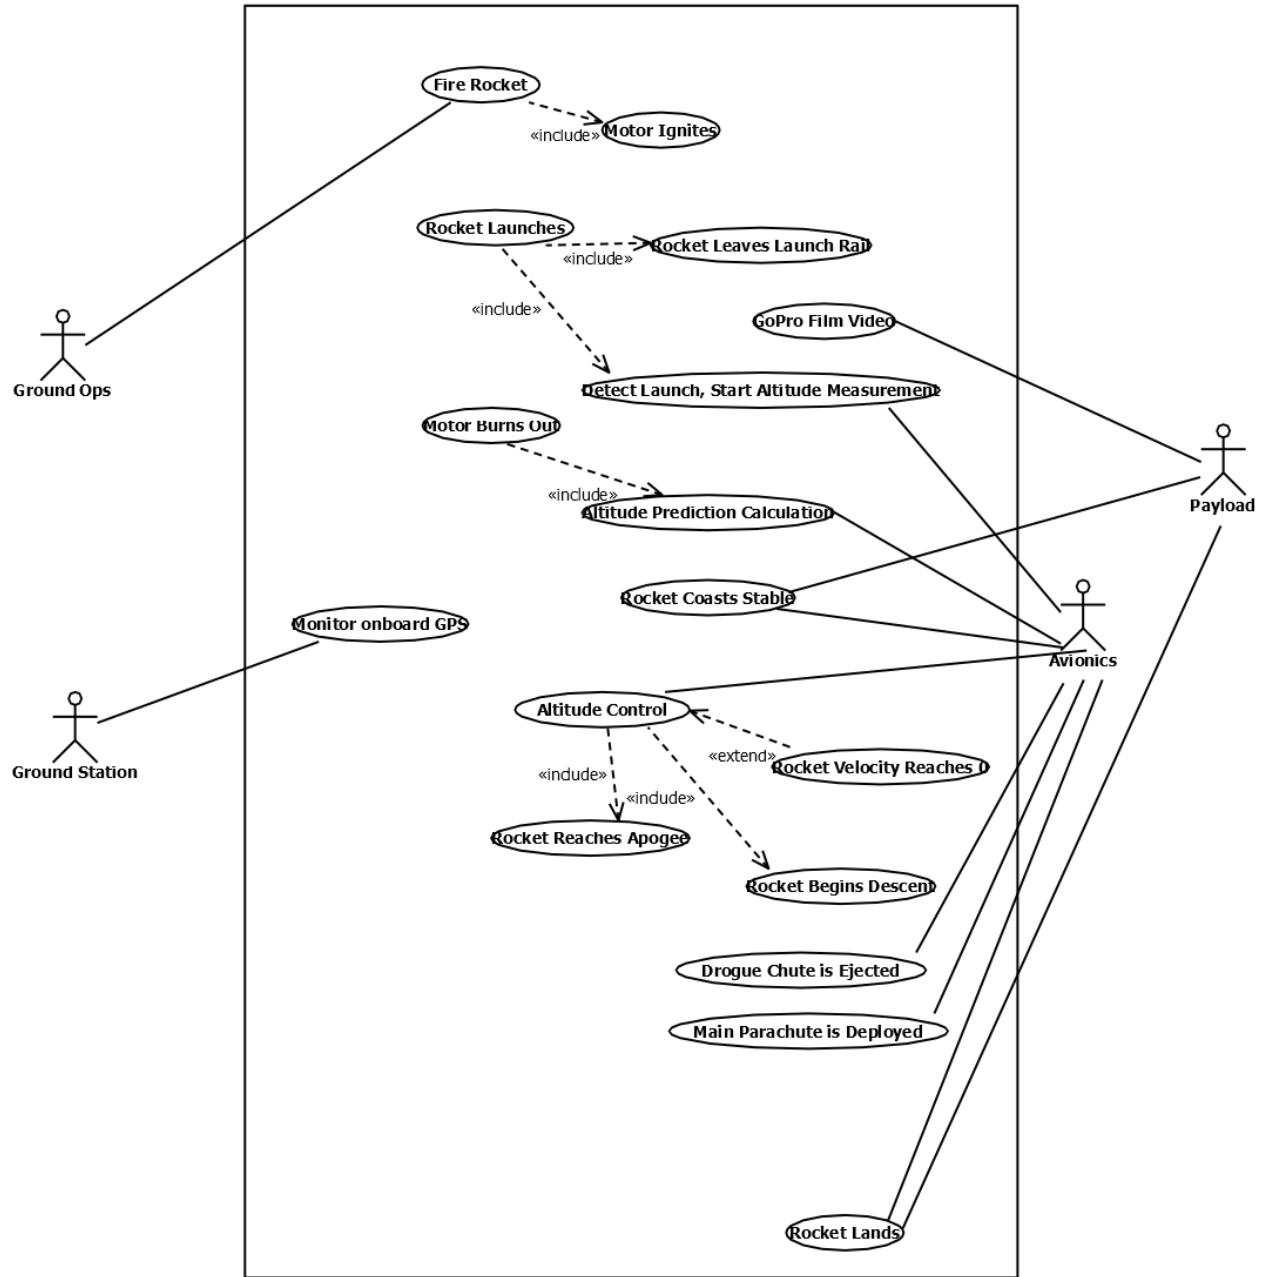 Fire Rocket
«include»
Motor Ignites
Rocket Launches
«include»
Rocket Leaves Launch Rail
«include»
GoPro Film Video
Ground Ops
Detect Launch, Start Altitude Measurement
Motor Burns Out
«include»
Altitude Prediction Calculation
Payload
Rocket Coasts Stable
Monitor onboard GPS
Avionics
Altitude Control
«extend»
Rocket Velocity Reaches 0
Ground Station
«include»
«include»
Rocket Reaches Apogee
Rocket Begins Descent
Drogue Chute is Ejected
Main Parachute is Deployed
Rocket Lands